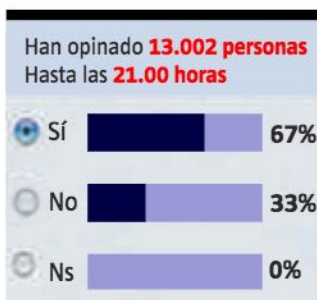 Han opinado 13.002 personas
Hasta las 21.00 horas
Sí 67%
No 33%
Ns 0%